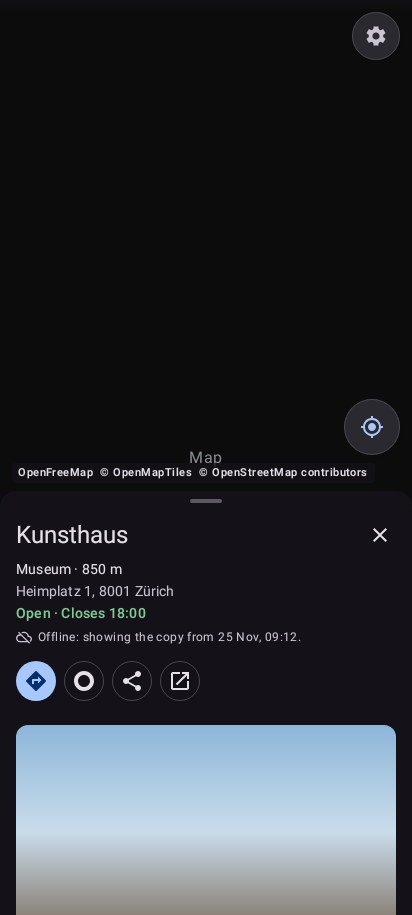 Map
OpenFreeMap © OpenMapTiles © OpenStreetMap contributors
Kunsthaus
Museum · 850 m
Heimplatz 1, 8001 Zürich
Open · Closes 18:00
Offline: showing the copy from 25 Nov, 09:12.